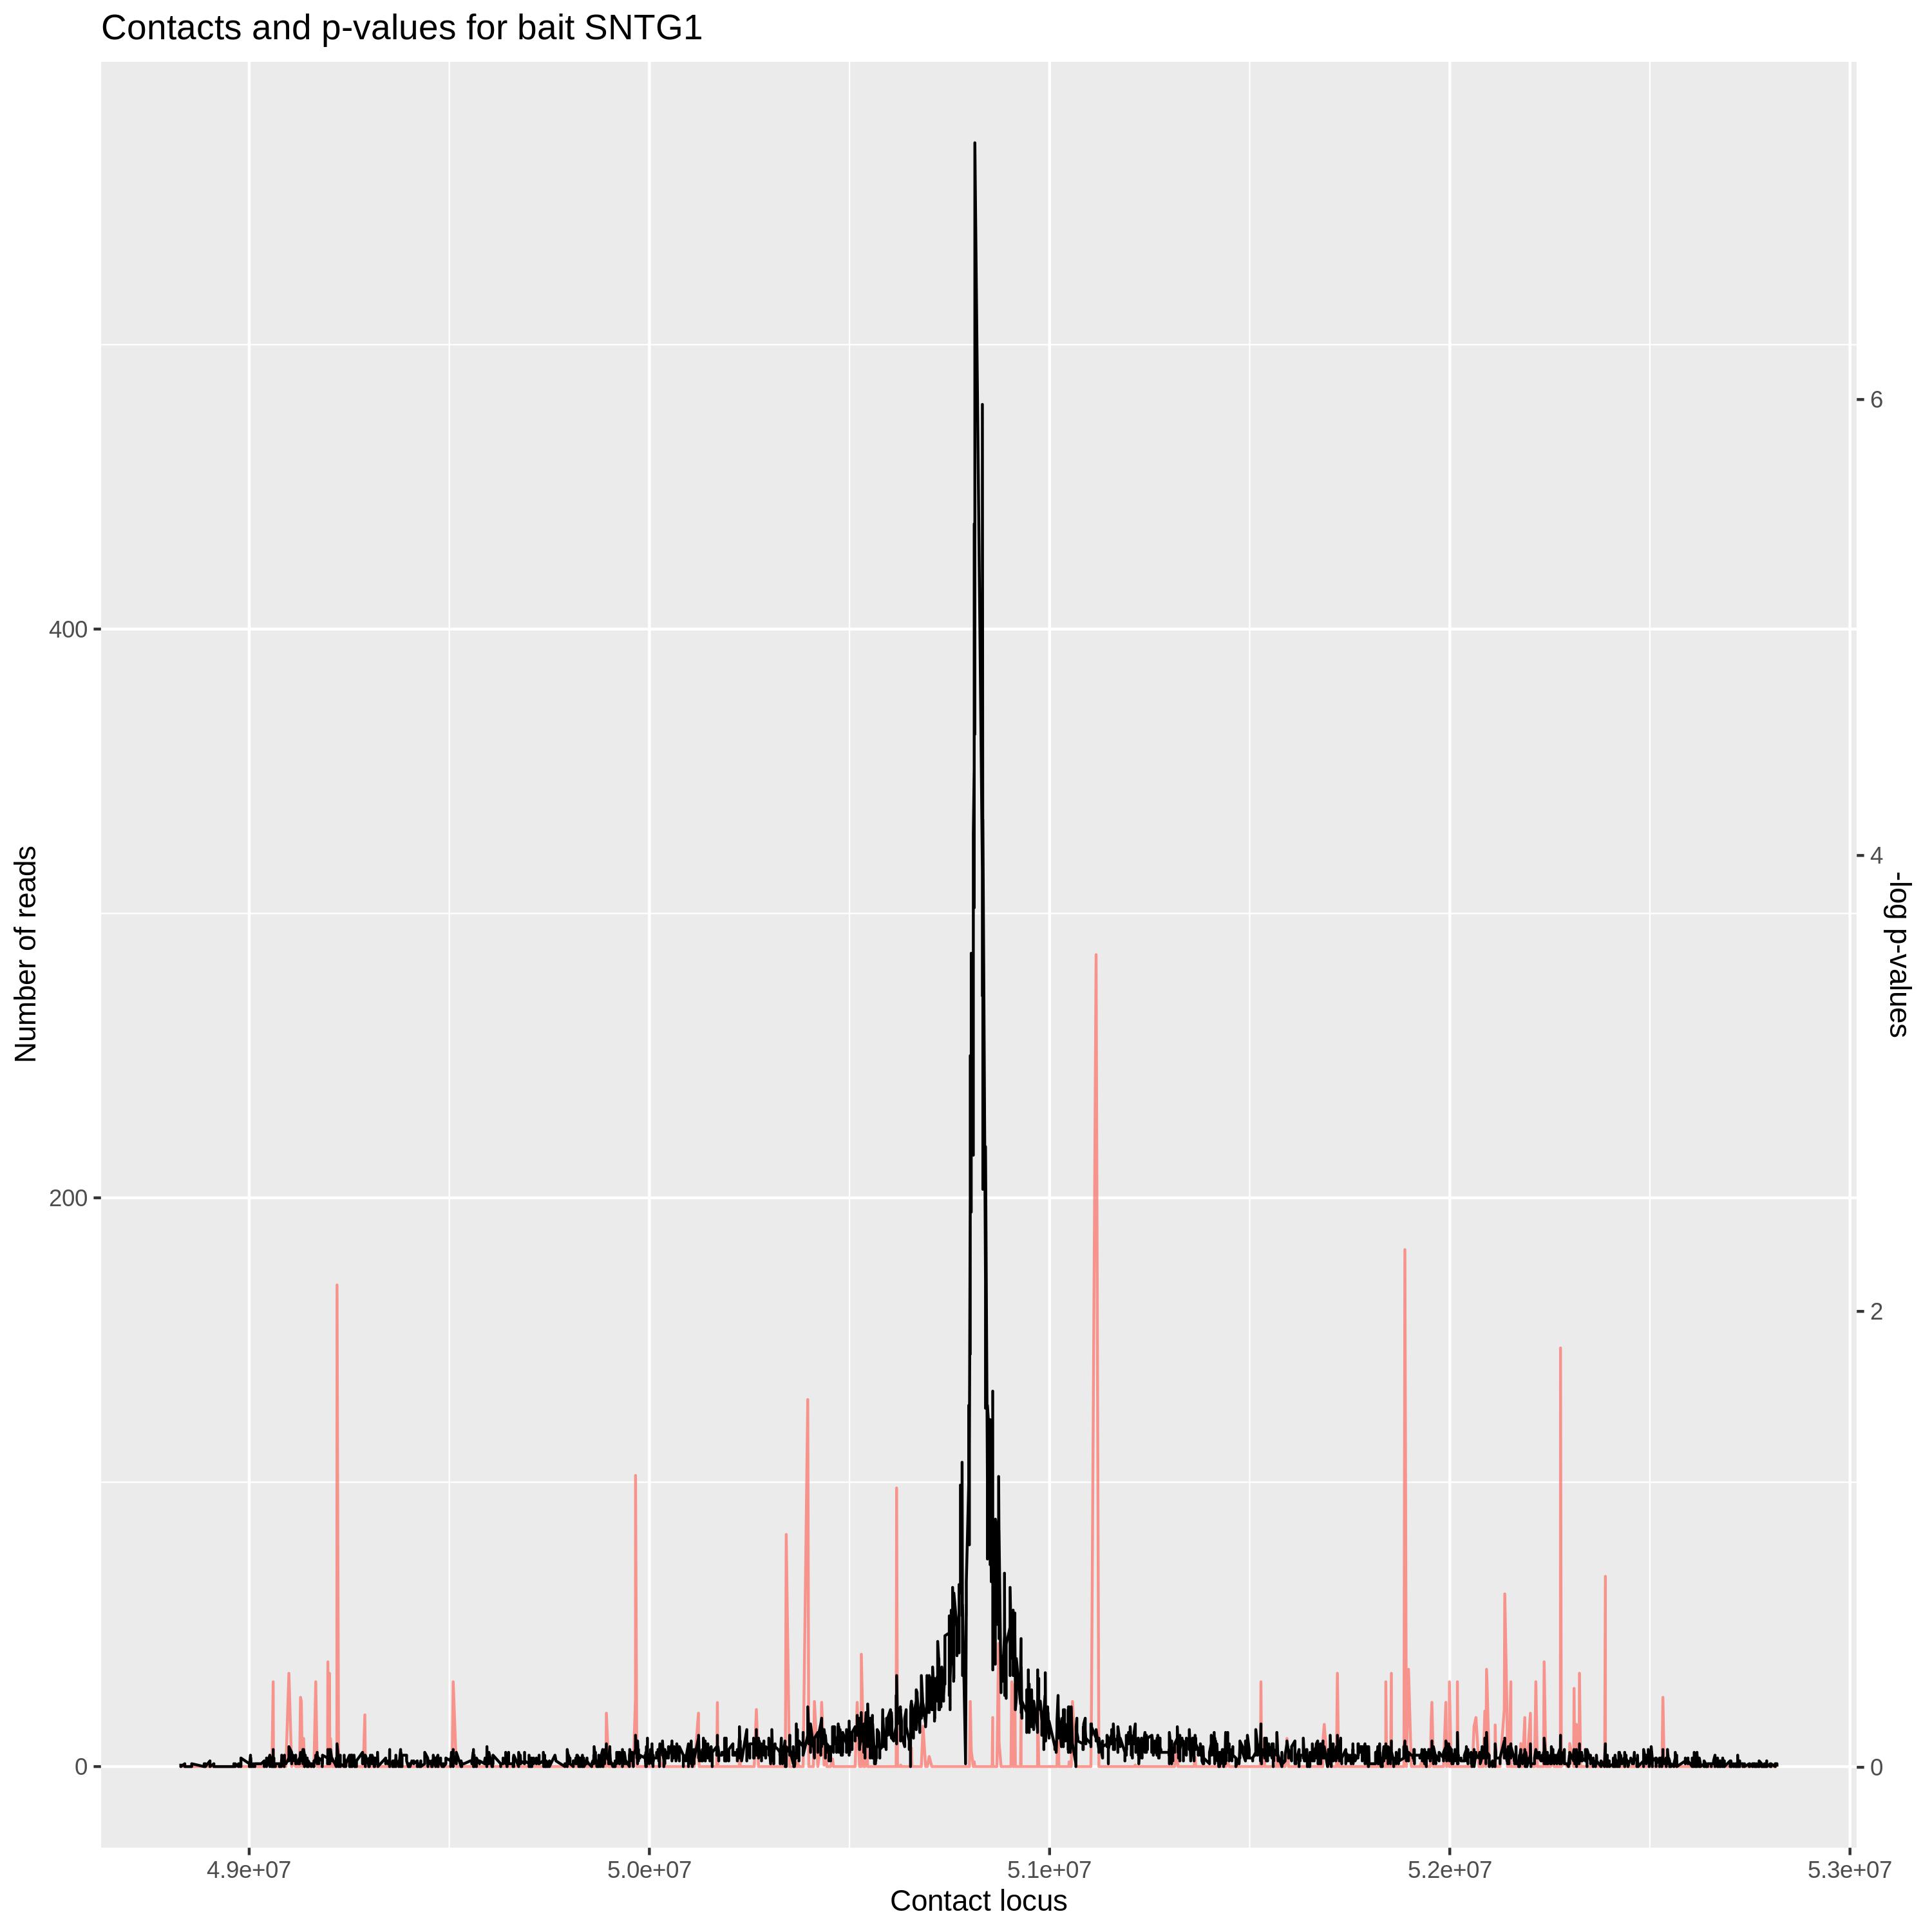 Contacts and p-values for bait SNTG1
Number of reads
400
200
0
6
4
2
0
-log p-values
4.9e+07
5.0e+07
5.1e+07
5.2e+07
5.3e+07
Contact locus